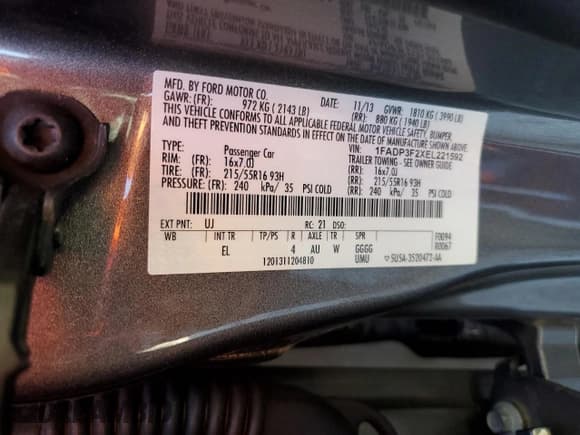 MFD. BY FORD MOTOR CO.
DATE: 11/13 GVWR: 1810 KG ( 3990 LB)
GAWR: (FR): 972 KG ( 2143 LB) (RR): 880 KG ( 1940 LB)
THIS VEHICLE CONFORMS TO ALL APPLICABLE FEDERAL MOTOR VEHICLE SAFETY, BUMPER,
AND THEFT PREVENTION STANDARDS IN EFFECT ON THE DATE OF MANUFACTURE SHOWN ABOVE.
VIN: 1FADP3F2XEL221592
TYPE: Passenger Car TRAILER TOWING - SEE OWNER GUIDE
RIM: (FR): 16x7.0J (RR): 16x7.0J
TIRE: (FR): 215/55R16 93H (RR): 215/55R16 93H
PRESSURE: (FR): 240 kPa/ 35 PSI COLD (RR): 240 kPa/ 35 PSI COLD
EXT PNT: UJ RC: 21 DSO: F0094
WB INT TR TP/PS R AXLE TR SPR R0067
EL 4 AU W GGGG
1201311204810 UMU ▽ 5U5A-3520472-AA